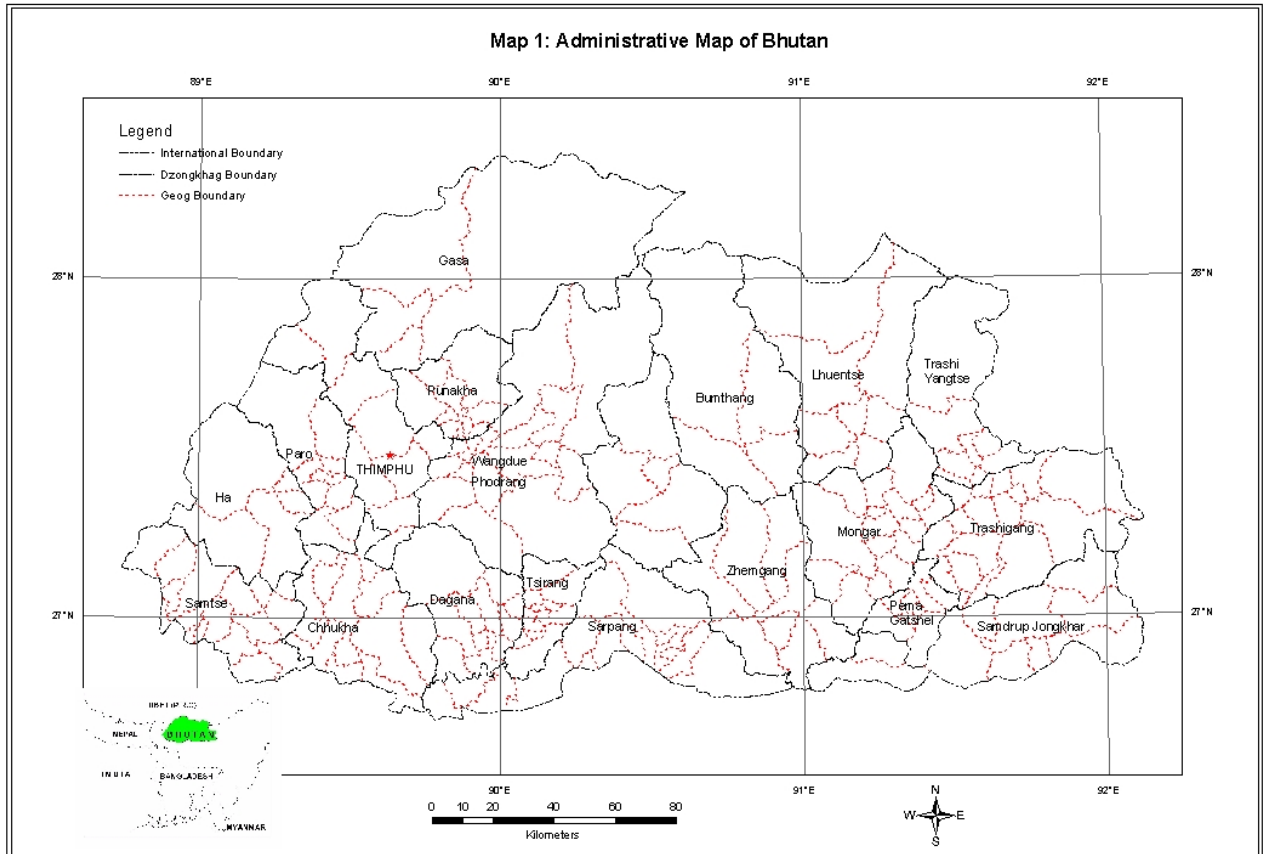 Map 1: Administrative Map of Bhutan
89°E
90°E
91°E
92°E
Legend
International Boundary
Dzongkhag Boundary
Geog Boundary
28°N
28°N
Gasa
Trashi
Yangtse
Lhuentse
Runakha
Bumthang
Paro
THIMPHU
Wangdue
Phodrang
Ha
Mongar
Trashigang
Zhemgang
Tsirang
Samtse
Dagana
Pema
Gatshel
27°N
Chhukha
Sarpang
Samdrup Jongkhar
27°N
NEPAL
BHUTAN
INDIA
BANGLADESH
MYANMAR
90°E
91°E
92°E
0 10 20 40 60 80
Kilometers
N
W
E
S